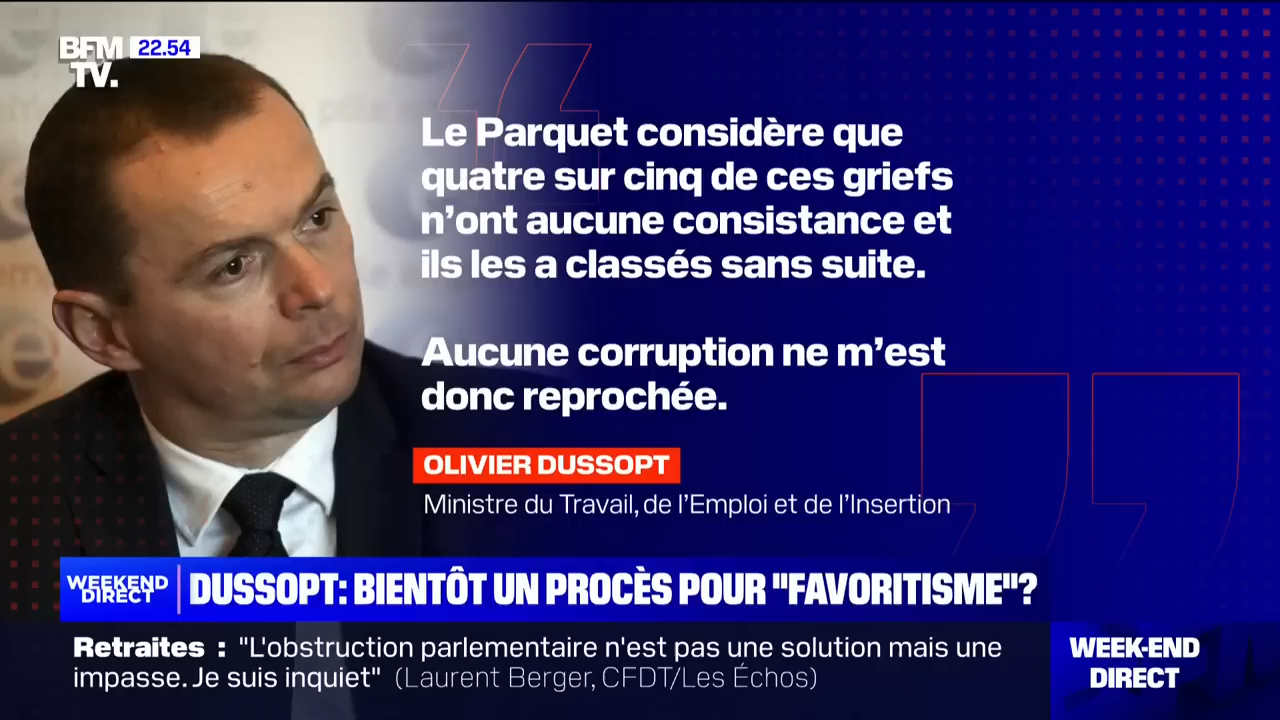 BFM
TV.
22.54
Le Parquet considère que
quatre sur cinq de ces griefs
n'ont aucune consistance et
ils les a classés sans suite.
Aucune corruption ne m'est
donc reprochée.
OLIVIER DUSSOPT
Ministre du Travail, de l'Emploi et de l'Insertion
WEEKEND
DIRECT
DUSSOPT: BIENTÔT UN PROCÈS POUR "FAVORITISME"?
Retraites : "L'obstruction parlementaire n'est pas une solution mais une
impasse. Je suis inquiet" (Laurent Berger, CFDT/Les Échos)
WEEK-END
DIRECT